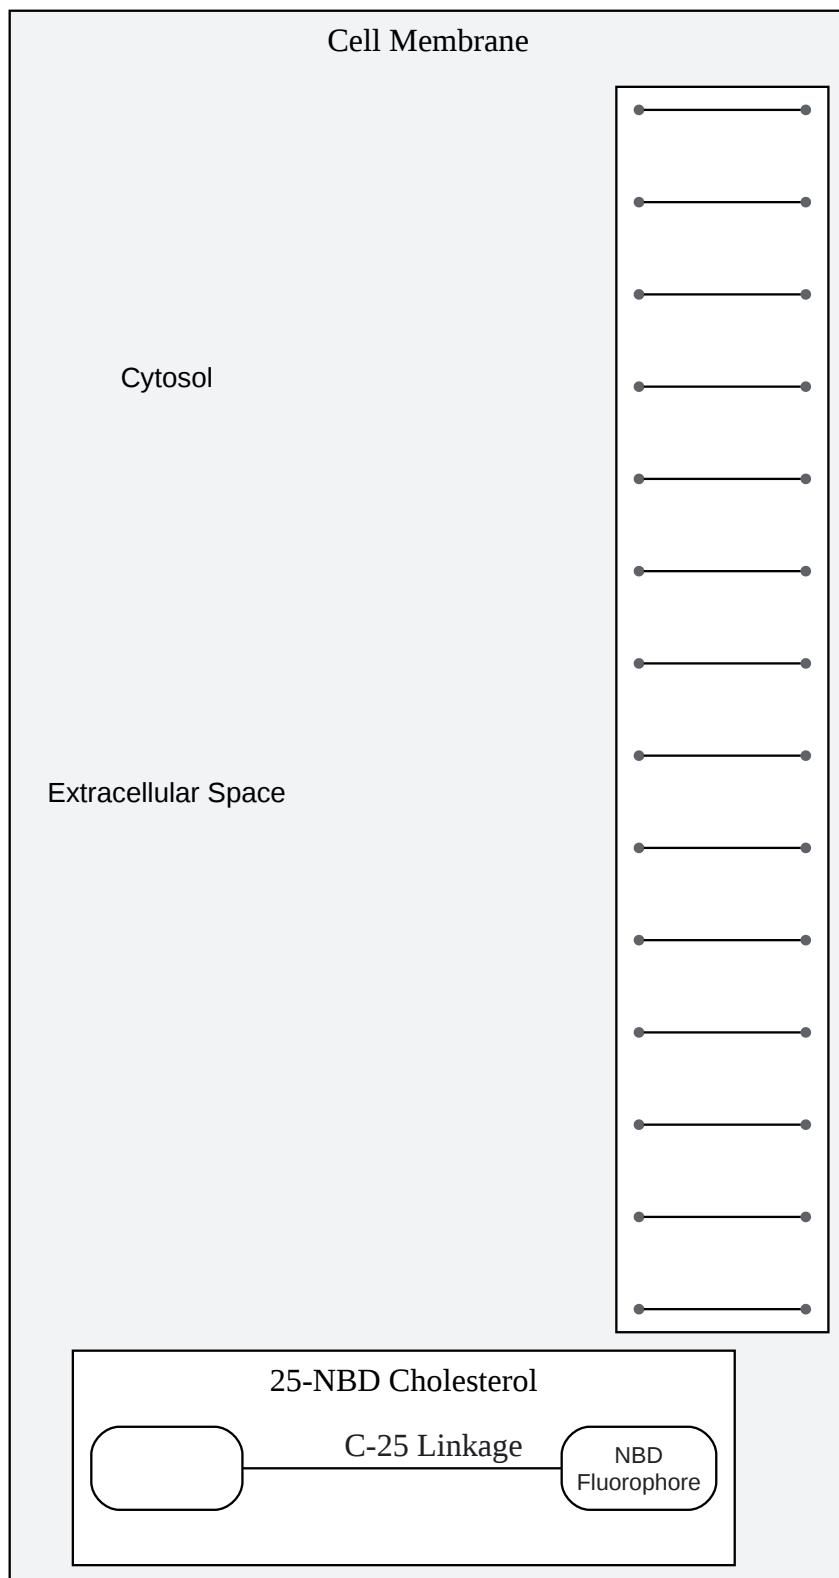 Cell Membrane
Cytosol
Extracellular Space
25-NBD Cholesterol
C-25 Linkage
NBD
Fluorophore